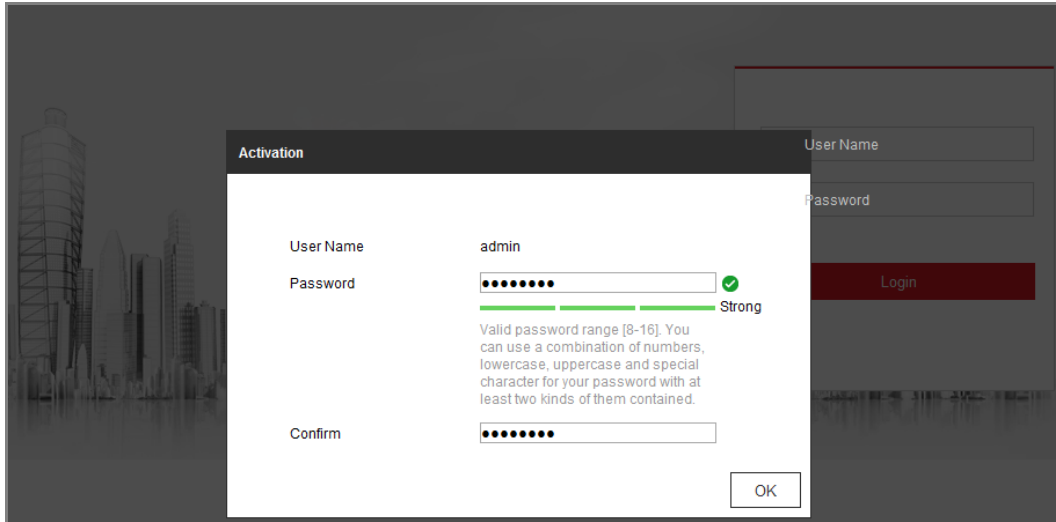 Activation
User Name
Password
Login
User Name admin
Password ••••••••
Strong
Valid password range [8-16]. You
can use a combination of numbers,
lowercase, uppercase and special
character for your password with at
least two kinds of them contained.
Confirm ••••••••
OK